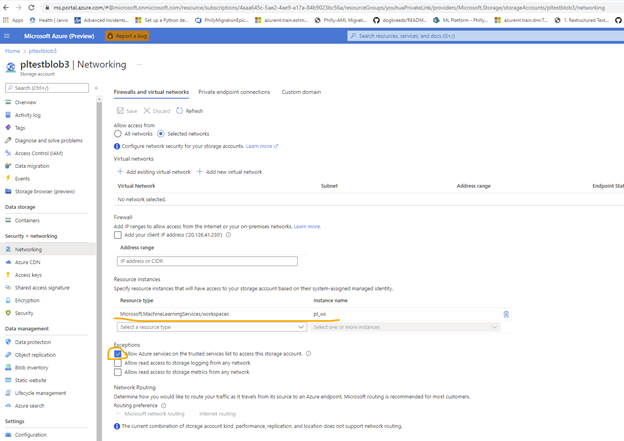 ms.portal.azure.com/#@microsoft.onmicrosoft.com/resource/subscriptions/4aaa645c-5ae2-4ae9-a17a-84b9023bc56a/resourceGroups/youhuaPrivateLink/providers/Microsoft.Storage/storageAccounts/pltestblob3/networking
Apps Health | Jarvis Advanced Incidents... Set up a Python de... PhillyMigrationEpic... azureml.train.estim... Philly-AML migrati... dogbreeds/READM... ML Platform - Philly... azureml.train.dnn.T... 1. Restructured Text...
Microsoft Azure (Preview) Report a bug Search resources, services, and docs (G+/)
Home > pltestblob3
pltestblob3 | Networking ...
Storage account
Search (Ctrl+/) «
Overview
Activity log
Tags
Diagnose and solve problems
Access Control (IAM)
Data migration
Events
Storage browser (preview)
Data storage
Containers
Security + networking
Networking
Azure CDN
Access keys
Shared access signature
Encryption
Security
Data management
Data protection
Object replication
Blob inventory
Static website
Lifecycle management
Azure search
Settings
Configuration
Firewalls and virtual networks Private endpoint connections Custom domain
Save Discard Refresh
Allow access from
All networks Selected networks
Configure network security for your storage accounts. Learn more
Virtual networks
+ Add existing virtual network + Add new virtual network
Virtual Network Subnet Address range Endpoint Stat
No network selected.
Firewall
Add IP ranges to allow access from the internet or your on-premises networks. Learn more.
Add your client IP address ('20.126.41.230')
Address range
IP address or CIDR
Resource instances
Specify resource instances that will have access to your storage account based on their system-assigned managed identity.
Resource type Instance name
Microsoft.MachineLearningServices/workspaces pl_ws
Select a resource type Select one or more instances
Exceptions
Allow Azure services on the trusted services list to access this storage account.
Allow read access to storage logging from any network
Allow read access to storage metrics from any network
Network Routing
Determine how you would like to route your traffic as it travels from its source to an Azure endpoint. Microsoft routing is recommended for most customers.
Routing preference
Microsoft network routing Internet routing
The current combination of storage account kind, performance, replication, and location does not support network routing.